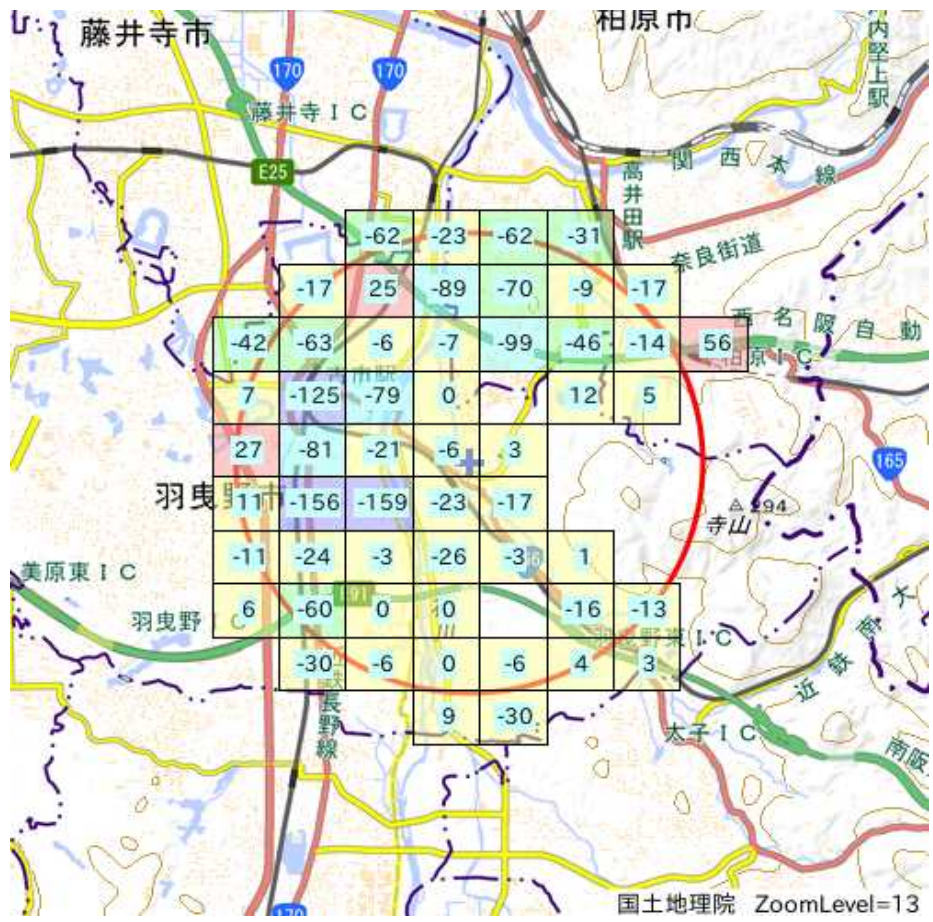 藤井寺市
柏原市
170
170
内堅上駅
藤井寺IC
E25
関西本線
高井田駅
奈良街道
-62 -23 -62 -31
-17 25 -89 -70 -9 -17
-42 -63 -6 -7 -99 -46 -14 56
西名阪自動
柏原IC
7 -125 -79 0 12 5
27 -81 -21 -6 3
165
羽曳野市
11 -156 -159 -23 -17
294
寺山
-11 -24 -3 -26 -3 1
美原東IC
6 -60 0 0 -16 -13
羽曳野IC
羽曳野東IC
-30 -6 0 -6 4 3
近鉄南大
長野線
9 -30
太子IC
南阪
170
国土地理院 ZoomLevel=13